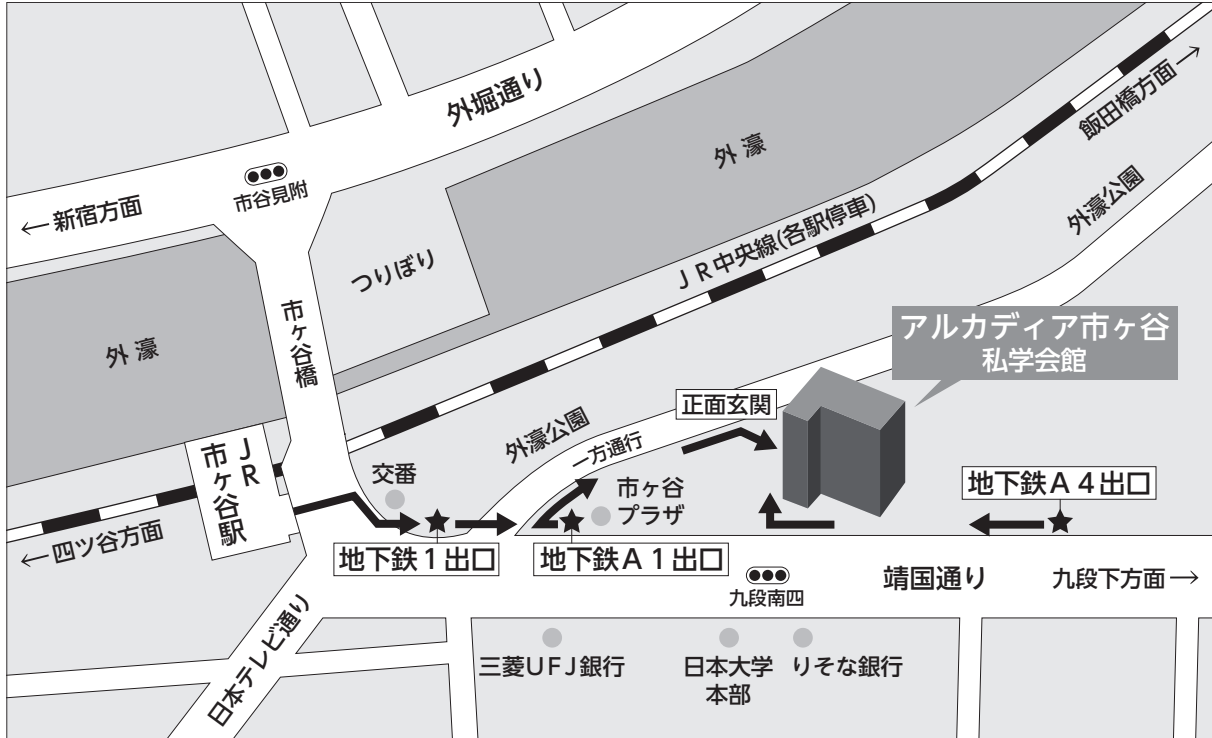 外堀通り
飯田橋方面→
外濠
市谷見附
←新宿方面
外濠公園
JR中央線(各駅停車)
つりぼり
市ヶ谷橋
外濠
アルカディア市ヶ谷
私学会館
正面玄関
外濠公園
一方通行
JR
市ヶ谷駅
交番
市ヶ谷
プラザ
地下鉄A4出口
←四ツ谷方面
地下鉄1出口
地下鉄A1出口
九段南四
靖国通り
九段下方面→
日本テレビ通り
三菱UFJ銀行
日本大学
本部
りそな銀行